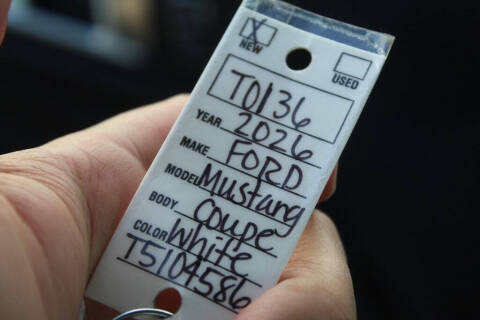 X
NEW USED
T0136
YEAR 2026
MAKE FORD
MODEL Mustang
BODY Coupe
COLOR White
T5104586